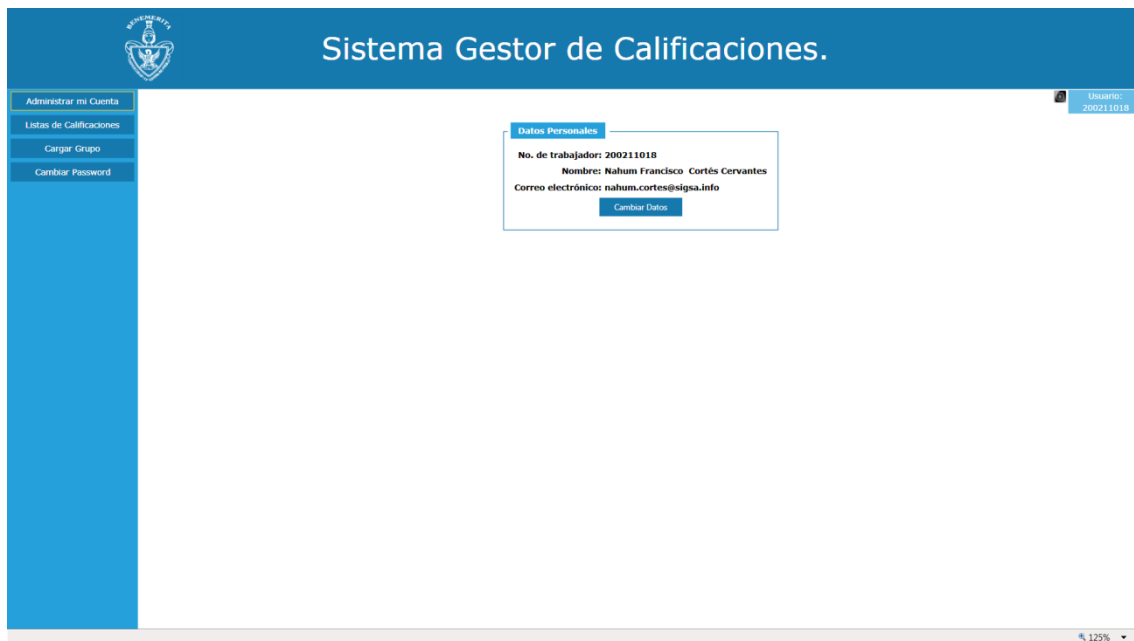 BENEMERITA
Sistema Gestor de Calificaciones.
Administrar mi Cuenta
Listas de Calificaciones
Cargar Grupo
Cambiar Password
Usuario:
200211018
Datos Personales
No. de trabajador: 200211018
Nombre: Nahum Francisco Cortés Cervantes
Correo electrónico: nahum.cortes@sigsa.info
Cambiar Datos
125%